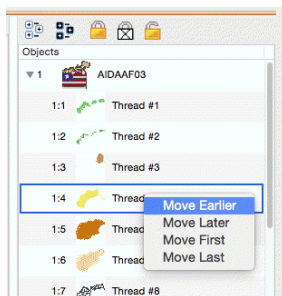 Objects
1 AIDAAF03
1:1 Thread #1
1:2 Thread #2
1:3 Thread #3
1:4 Thread
Move Earlier
1:5 Thread
Move Later
Move First
1:6 Thread
Move Last
1:7 Thread #8